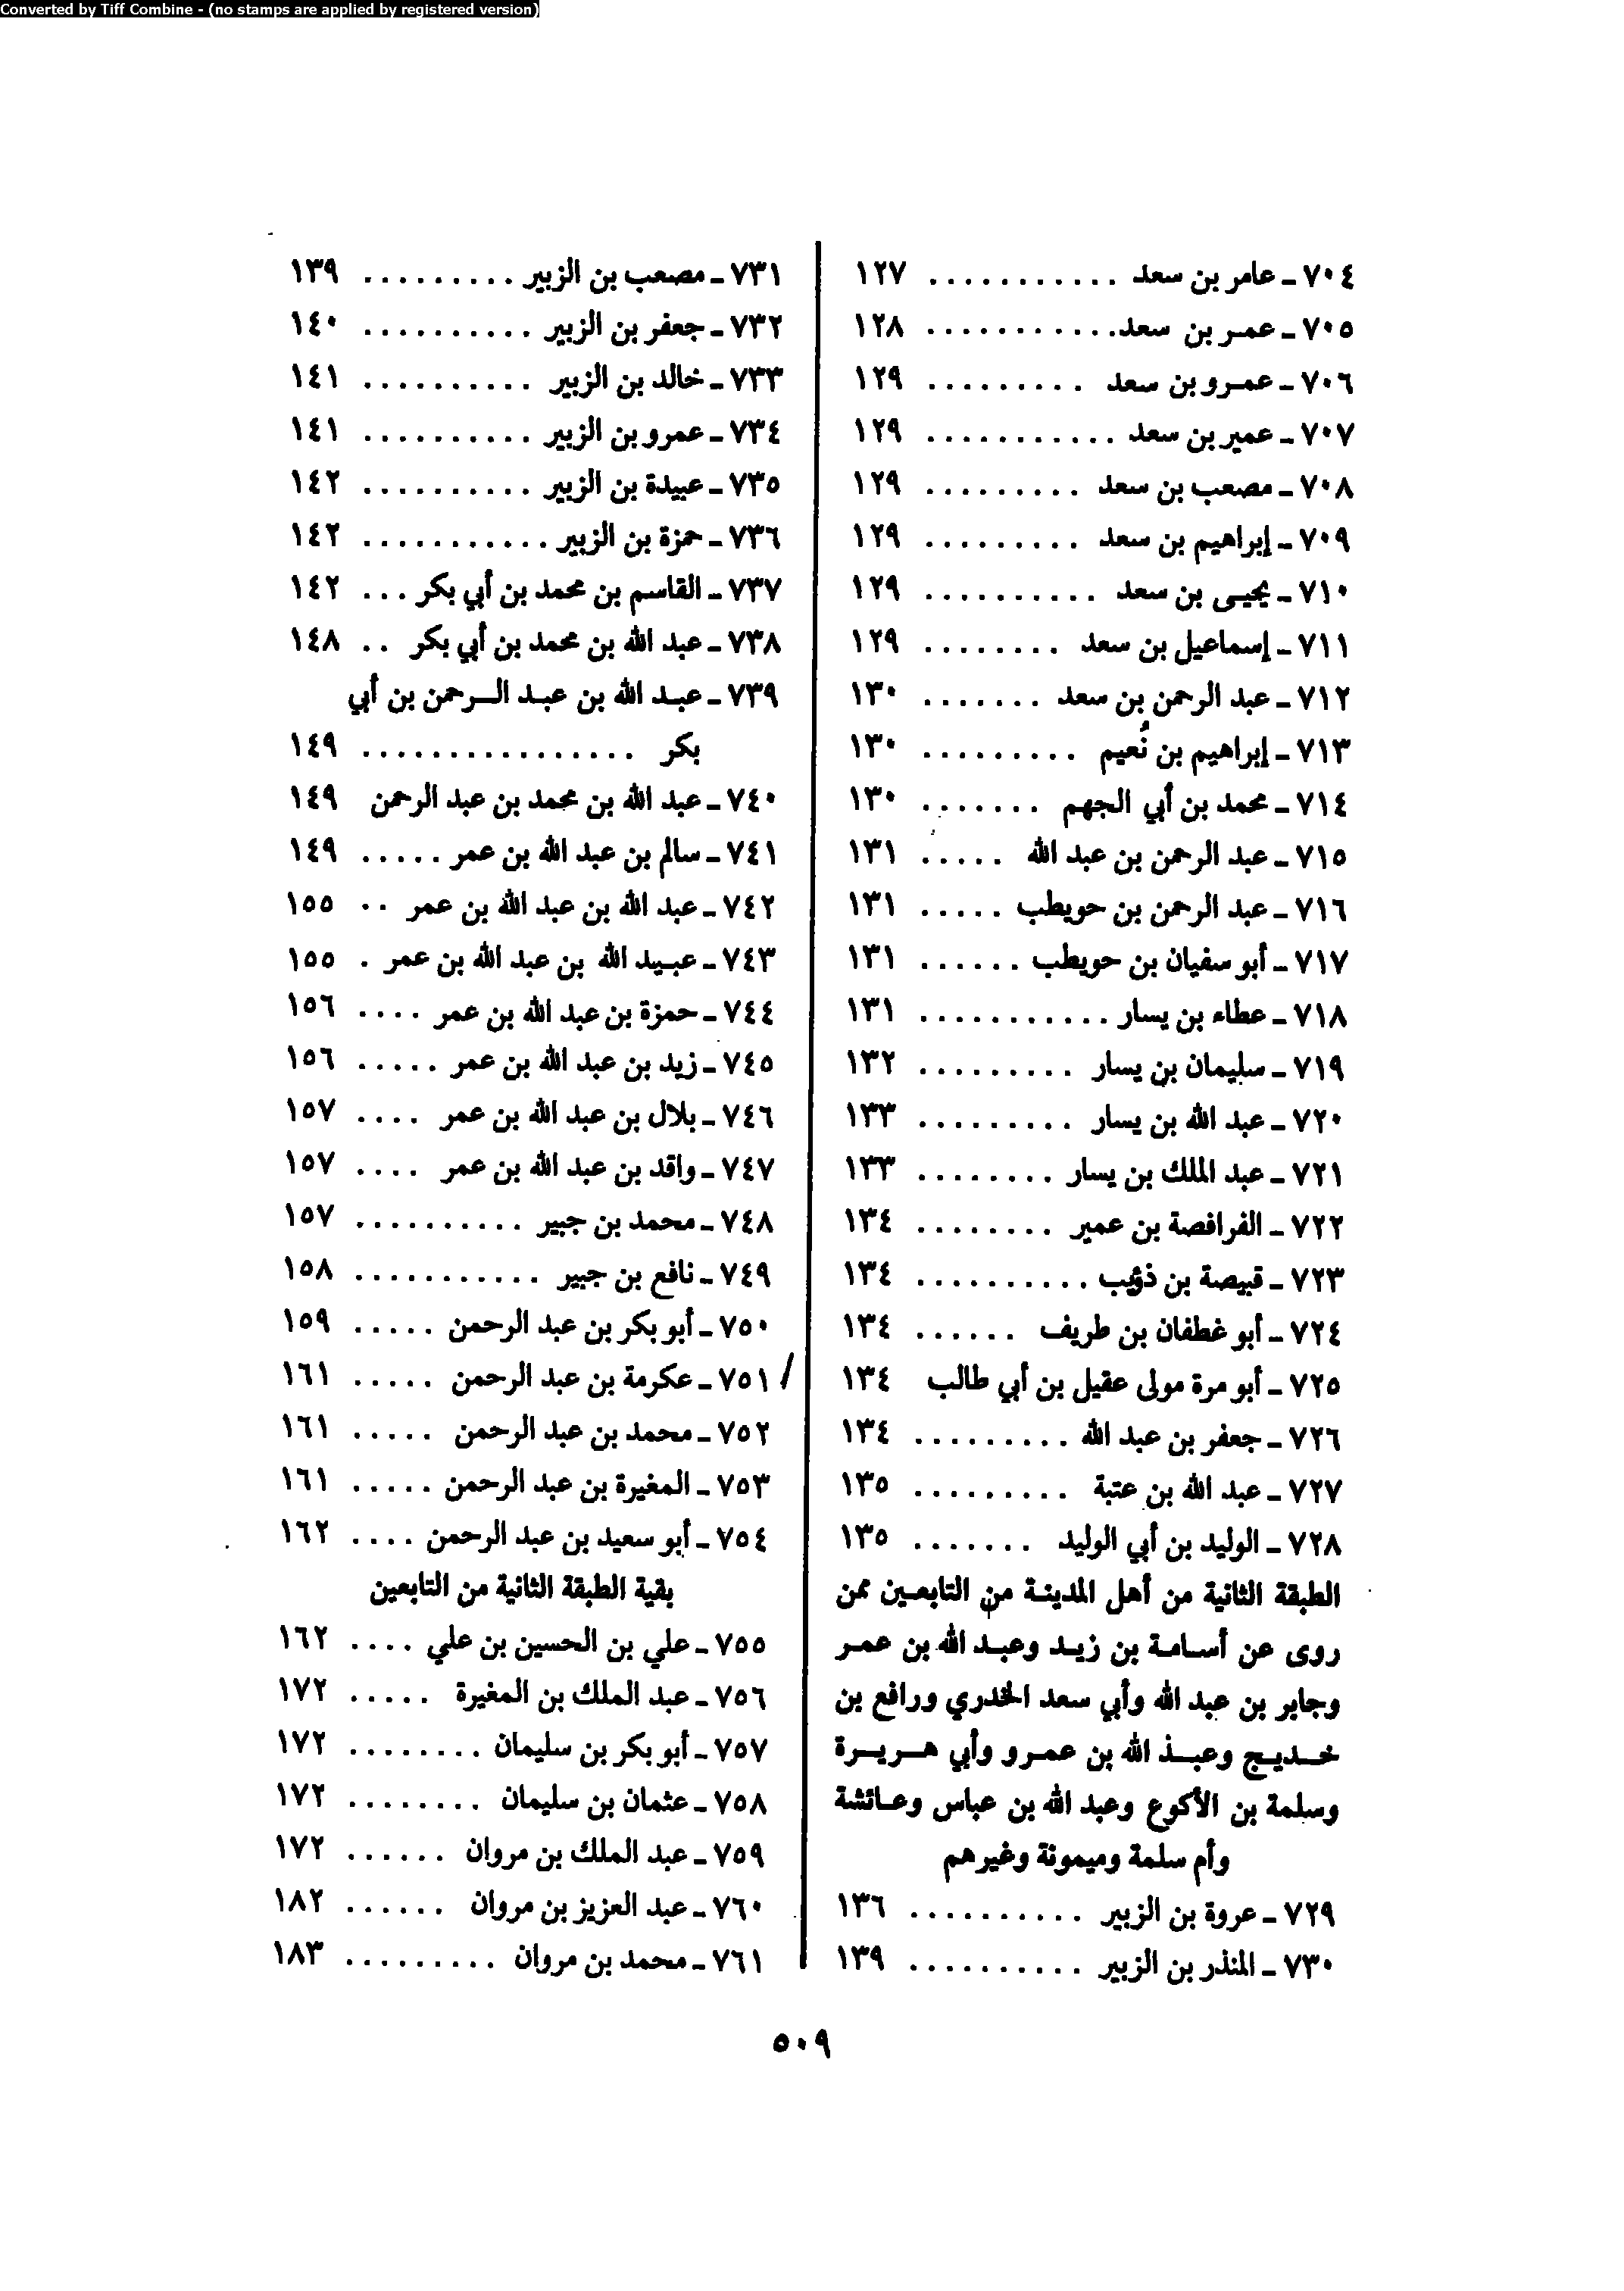 Converted by Tiff Combine - (no stamps are applied by registered version)
٧٠٤ ـ عامر بن سعد . . . . . . . . . . . ١٢٧
٧٠٥ ـ عمـر بن سعد. . . . . . . . . . . ١٢٨
٧٠٦ ـ عمـرو بن سعد . . . . . . . . . ١٢٩
٧٠٧ ـ عمير بن سعد . . . . . . . . . . . ١٢٩
٧٠٨ ـ مصعب بن سعد . . . . . . . . . ١٢٩
٧٠٩ ـ إبراهيم بن سعد . . . . . . . . . ١٢٩
٧١٠ ـ يحيـى بن سعد . . . . . . . . . . ١٢٩
٧١١ ـ إسماعيل بن سعد . . . . . . . . ١٢٩
٧١٢ ـ عبد الرحمن بن سعد . . . . . . . ١٣٠
٧١٣ ـ إبراهيم بن نُعيم . . . . . . . . . ١٣٠
٧١٤ ـ محمد بن أبي الجهم . . . . . . . ١٣٠
٧١٥ ـ عبد الرحمن بن عبد الله . . . . . ١٣١
٧١٦ ـ عبد الرحمن بن حويطب . . . . . ١٣١
٧١٧ ـ أبو سفيان بن حويطب . . . . . . ١٣١
٧١٨ ـ عطاء بن يسار . . . . . . . . . . . ١٣١
٧١٩ ـ سليمان بن يسار . . . . . . . . . ١٣٢
٧٢٠ ـ عبد الله بن يسار . . . . . . . . . ١٣٣
٧٢١ ـ عبد الملك بن يسار . . . . . . . . ١٣٣
٧٢٢ ـ الفرافصة بن عمير . . . . . . . . ١٣٤
٧٢٣ ـ قبيصة بن ذؤيب . . . . . . . . . . ١٣٤
٧٢٤ ـ أبو غطفان بن طريف . . . . . . ١٣٤
٧٢٥ ـ أبو مرة مولى عقيل بن أبي طالب ١٣٤
٧٢٦ ـ جعفر بن عبد الله . . . . . . . . . ١٣٤
٧٢٧ ـ عبد الله بن عتبة . . . . . . . . . ١٣٥
٧٢٨ ـ الوليد بن أبي الوليد . . . . . . . ١٣٥
الطبقة الثانية من أهل المدينـة من التابعـين ممن
روى عن أسـامـة بن زيـد وعبـد الله بن عمـر
وجابر بن عبد الله وأبي سعد الخدري ورافع بن
خـديـج وعبـذ الله بن عمـرو وأبي هـريـرة
وسلمة بن الأكوع وعبد الله بن عباس وعـائشة
وأم سلمة وميمونة وغيرهم
٧٢٩ ـ عروة بن الزبير . . . . . . . . . . ١٣٦
٧٣٠ ـ المنذر بن الزبير . . . . . . . . . . ١٣٩
٧٣١ ـ مصعب بن الزبير . . . . . . . . . ١٣٩
٧٣٢ ـ جعفر بن الزبير . . . . . . . . . . ١٤٠
٧٣٣ ـ خالد بن الزبير . . . . . . . . . . ١٤١
٧٣٤ ـ عمرو بن الزبير . . . . . . . . . . ١٤١
٧٣٥ ـ عبيدة بن الزبير . . . . . . . . . . ١٤٢
٧٣٦ ـ حمزة بن الزبير . . . . . . . . . . . ١٤٢
٧٣٧ ـ القاسم بن محمد بن أبي بكر . . . ١٤٢
٧٣٨ ـ عبد الله بن محمد بن أبي بكر . . ١٤٨
٧٣٩ ـ عبـد الله بن عبـد الـرحمن بن أبي
بكر . . . . . . . . . . . . . . . . ١٤٩
٧٤٠ ـ عبد الله بن محمد بن عبد الرحمن ١٤٩
٧٤١ ـ سالم بن عبد الله بن عمر . . . . . ١٤٩
٧٤٢ ـ عبد الله بن عبد الله بن عمر . . ١٥٥
٧٤٣ ـ عبـيد الله بن عبد الله بن عمر . ١٥٥
٧٤٤ ـ حمزة بن عبد الله بن عمر . . . . ١٥٦
٧٤٥ ـ زيد بن عبد الله بن عمر . . . . . ١٥٦
٧٤٦ ـ بلال بن عبد الله بن عمر . . . . ١٥٧
٧٤٧ ـ واقد بن عبد الله بن عمر . . . . ١٥٧
٧٤٨ ـ محمد بن جبير . . . . . . . . . . ١٥٧
٧٤٩ ـ نافع بن جبير . . . . . . . . . . . ١٥٨
٧٥٠ ـ أبو بكر بن عبد الرحمن . . . . . ١٥٩
/ ٧٥١ ـ عكرمة بن عبد الرحمن . . . . . ١٦١
٧٥٢ ـ محمد بن عبد الرحمن . . . . . ١٦١
٧٥٣ ـ المغيرة بن عبد الرحمن . . . . . ١٦١
٧٥٤ ـ أبو سعيد بن عبد الرحمن . . . . ١٦٢
بقية الطبقة الثانية من التابعين
٧٥٥ ـ علي بن الحسين بن علي . . . . ١٦٢
٧٥٦ ـ عبد الملك بن المغيرة . . . . . ١٧٢
٧٥٧ ـ أبو بكر بن سليمان . . . . . . . . ١٧٢
٧٥٨ ـ عثمان بن سليمان . . . . . . . . ١٧٢
٧٥٩ ـ عبد الملك بن مروان . . . . . . ١٧٢
٧٦٠ ـ عبد العزيز بن مروان . . . . . . ١٨٢
٧٦١ ـ محمد بن مروان . . . . . . . . . ١٨٣
٥٠٩